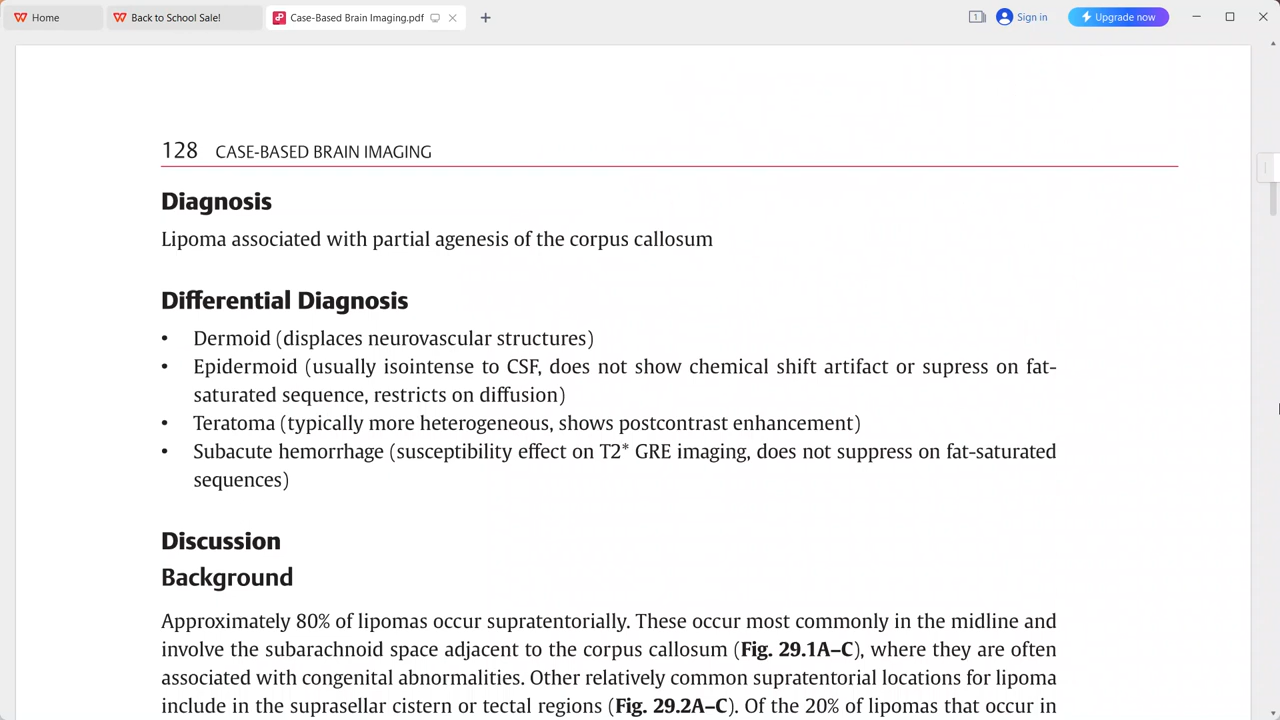 Home
Back to School Sale!
Case-Based Brain Imaging.pdf
1
Sign in
Upgrade now
128 CASE-BASED BRAIN IMAGING
Diagnosis
Lipoma associated with partial agenesis of the corpus callosum
Differential Diagnosis
• Dermoid (displaces neurovascular structures)
• Epidermoid (usually isointense to CSF, does not show chemical shift artifact or supress on fat-
saturated sequence, restricts on diffusion)
• Teratoma (typically more heterogeneous, shows postcontrast enhancement)
• Subacute hemorrhage (susceptibility effect on T2* GRE imaging, does not suppress on fat-saturated
sequences)
Discussion
Background
Approximately 80% of lipomas occur supratentorially. These occur most commonly in the midline and
involve the subarachnoid space adjacent to the corpus callosum (Fig. 29.1A–C), where they are often
associated with congenital abnormalities. Other relatively common supratentorial locations for lipoma
include in the suprasellar cistern or tectal regions (Fig. 29.2A–C). Of the 20% of lipomas that occur in